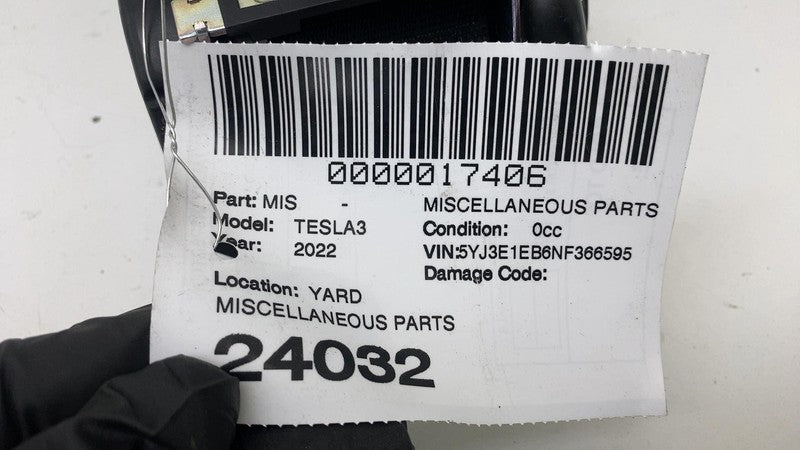 0000017406
Part: MIS - MISCELLANEOUS PARTS
Model: TESLA3 Condition: 0cc
Year: 2022 VIN:5YJ3E1EB6NF366595
Damage Code:
Location: YARD
MISCELLANEOUS PARTS
24032